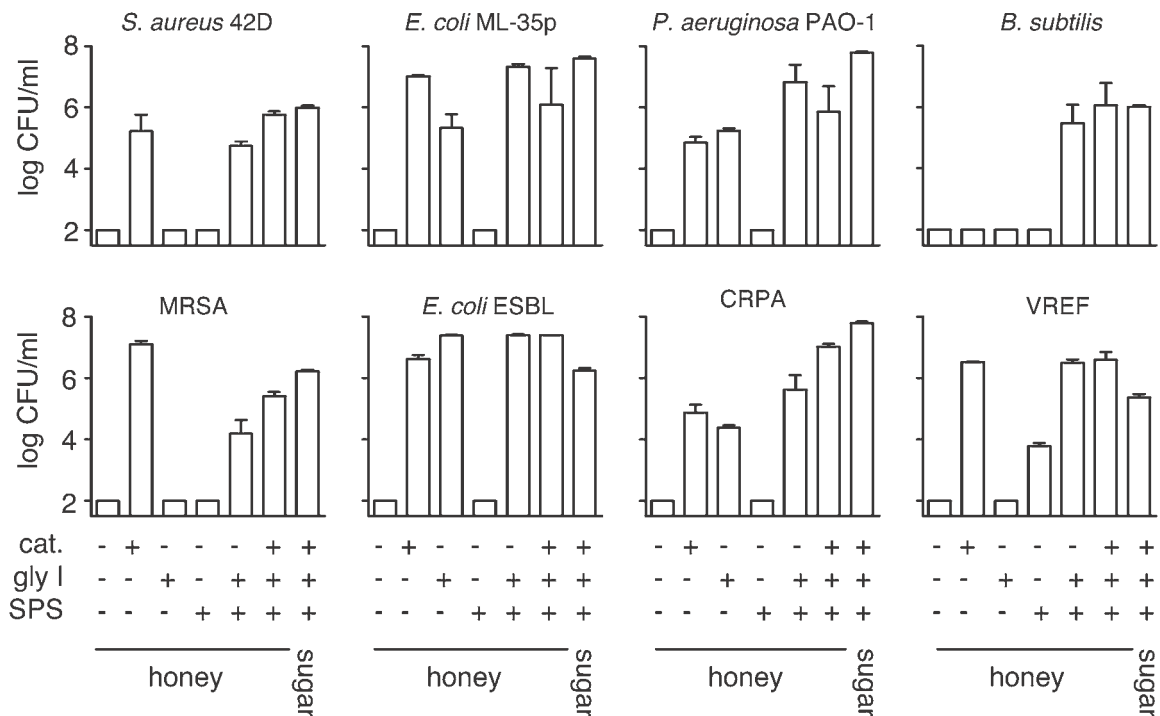 S. aureus 42D E. coli ML-35p P. aeruginosa PAO-1 B. subtilis
8
6
4
2
log CFU/ml
MRSA E. coli ESBL CRPA VREF
8
6
4
2
log CFU/ml
cat. - + - - - + + - + - - - + + - + - - - + + - + - - - + +
gly I - - + - + + + - - + - + + + - - + - + + + - - + - + + +
SPS - - - + + + + - - - + + + + - - - + + + + - - - + + + +
honey sugar honey sugar honey sugar honey sugar